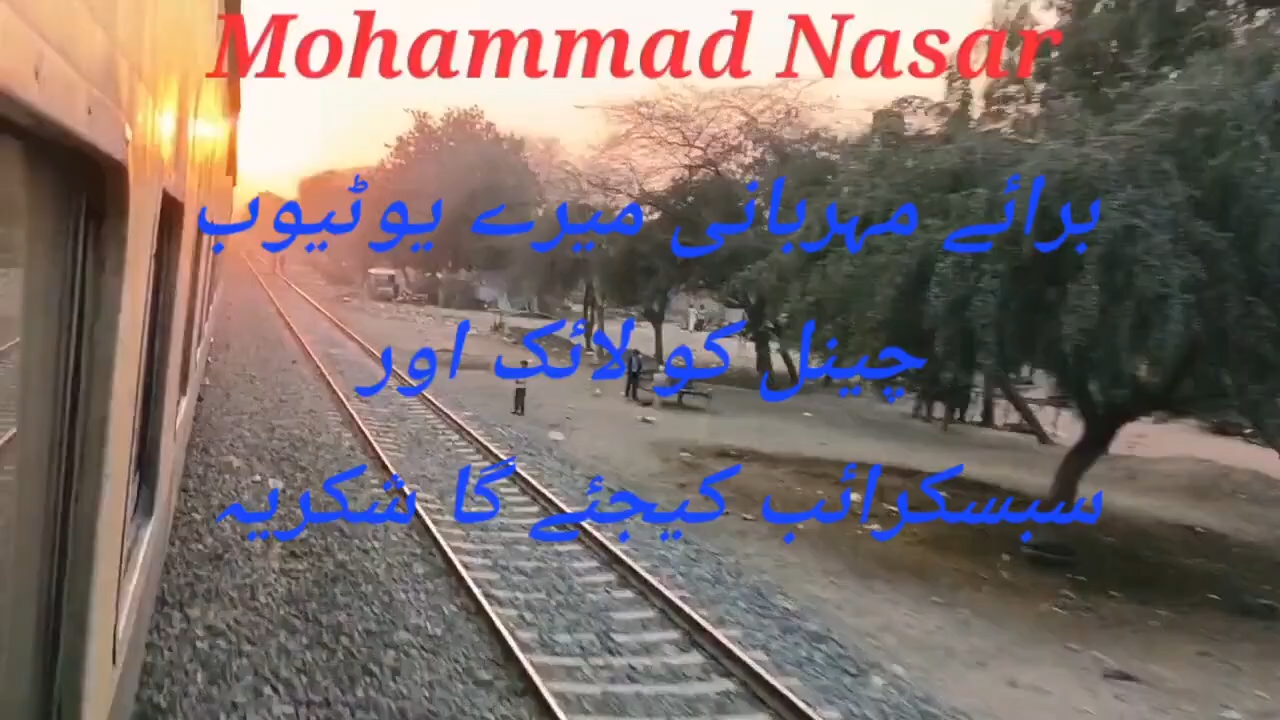 Mohammad Nasar
برائے مہربانی میرے یوٹیوب
چینل کو لائک اور
سبسکرائب کیجئے گا شکریہ